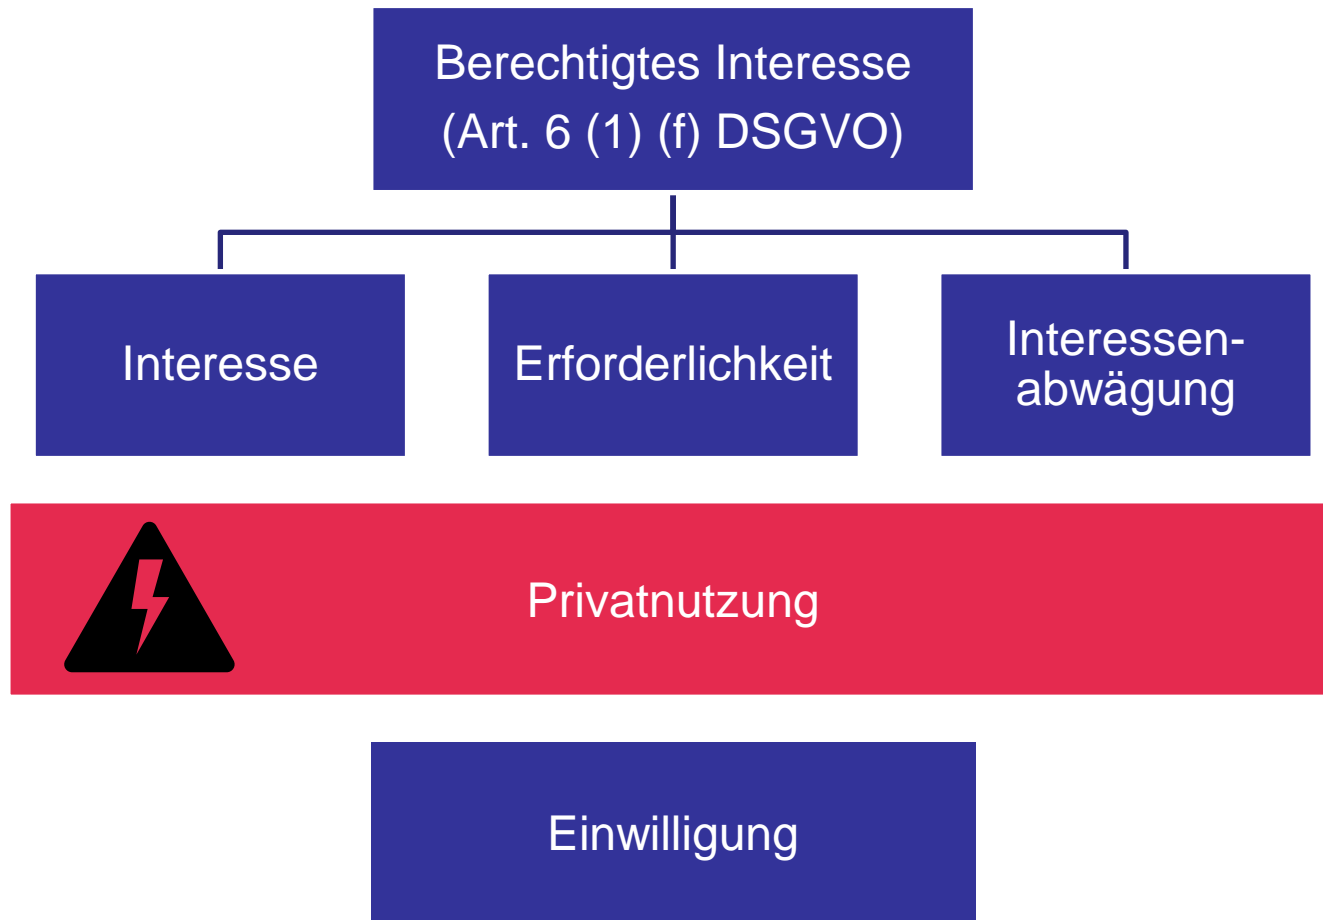 Berechtigtes Interesse
(Art. 6 (1) (f) DSGVO)
Interesse
Erforderlichkeit
Interessen-
abwägung
Privatnutzung
Einwilligung